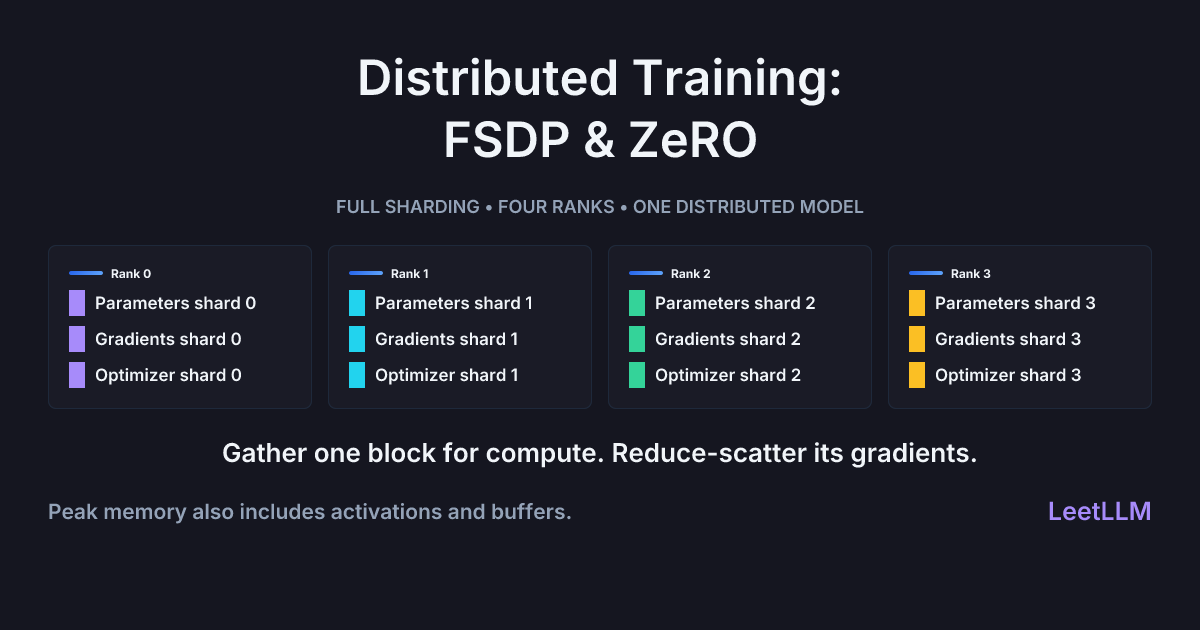 Distributed Training:
FSDP & ZeRO
FULL SHARDING • FOUR RANKS • ONE DISTRIBUTED MODEL
Rank 0
Parameters shard 0
Gradients shard 0
Optimizer shard 0
Rank 1
Parameters shard 1
Gradients shard 1
Optimizer shard 1
Rank 2
Parameters shard 2
Gradients shard 2
Optimizer shard 2
Rank 3
Parameters shard 3
Gradients shard 3
Optimizer shard 3
Gather one block for compute. Reduce-scatter its gradients.
Peak memory also includes activations and buffers.
LeetLLM